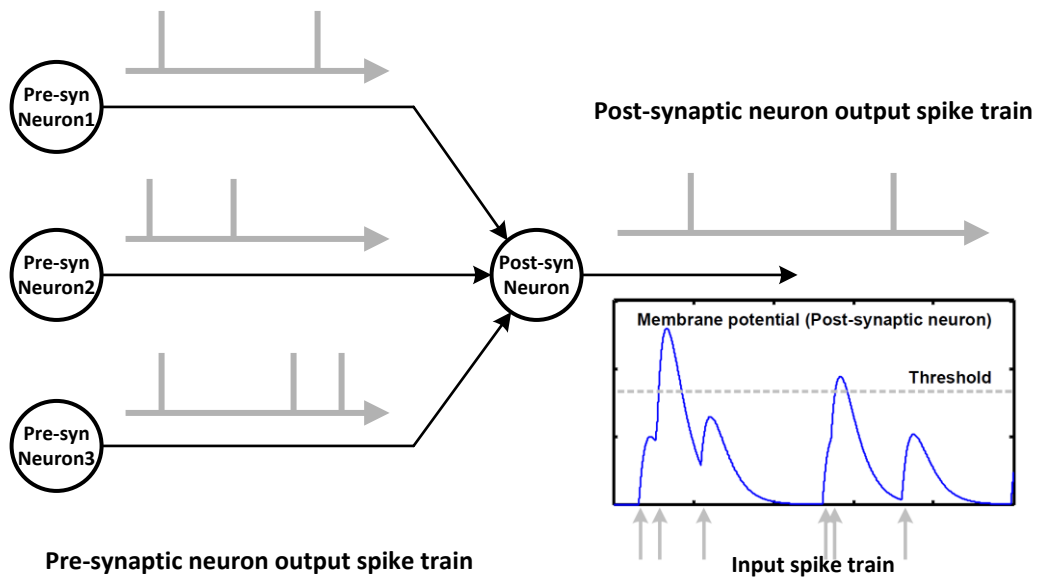 Pre-syn
Neuron1
Post-synaptic neuron output spike train
Pre-syn
Neuron2
Post-syn
Neuron
Membrane potential (Post-synaptic neuron)
Threshold
Pre-syn
Neuron3
Pre-synaptic neuron output spike train
Input spike train